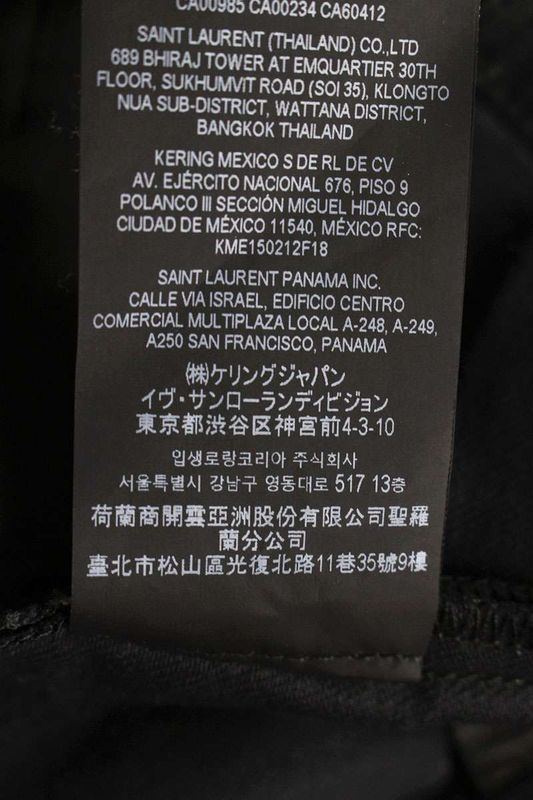 CA00985 CA00234 CA60412
SAINT LAURENT (THAILAND) CO.,LTD
689 BHIRAJ TOWER AT EMQUARTIER 30TH
FLOOR, SUKHUMVIT ROAD (SOI 35), KLONGTO
NUA SUB-DISTRICT, WATTANA DISTRICT,
BANGKOK THAILAND
KERING MEXICO S DE RL DE CV
AV. EJÉRCITO NACIONAL 676, PISO 9
POLANCO III SECCIÓN MIGUEL HIDALGO
CIUDAD DE MÉXICO 11540, MÉXICO RFC:
KME150212F18
SAINT LAURENT PANAMA INC.
CALLE VIA ISRAEL, EDIFICIO CENTRO
COMERCIAL MULTIPLAZA LOCAL A-248, A-249,
A250 SAN FRANCISCO, PANAMA
(株)ケリングジャパン
イヴ・サンローランディビジョン
東京都渋谷区神宮前4-3-10
입생로랑코리아 주식회사
서울특별시 강남구 영동대로 517 13층
荷蘭商開雲亞洲股份有限公司聖羅
蘭分公司
臺北市松山區光復北路11巷35號9樓